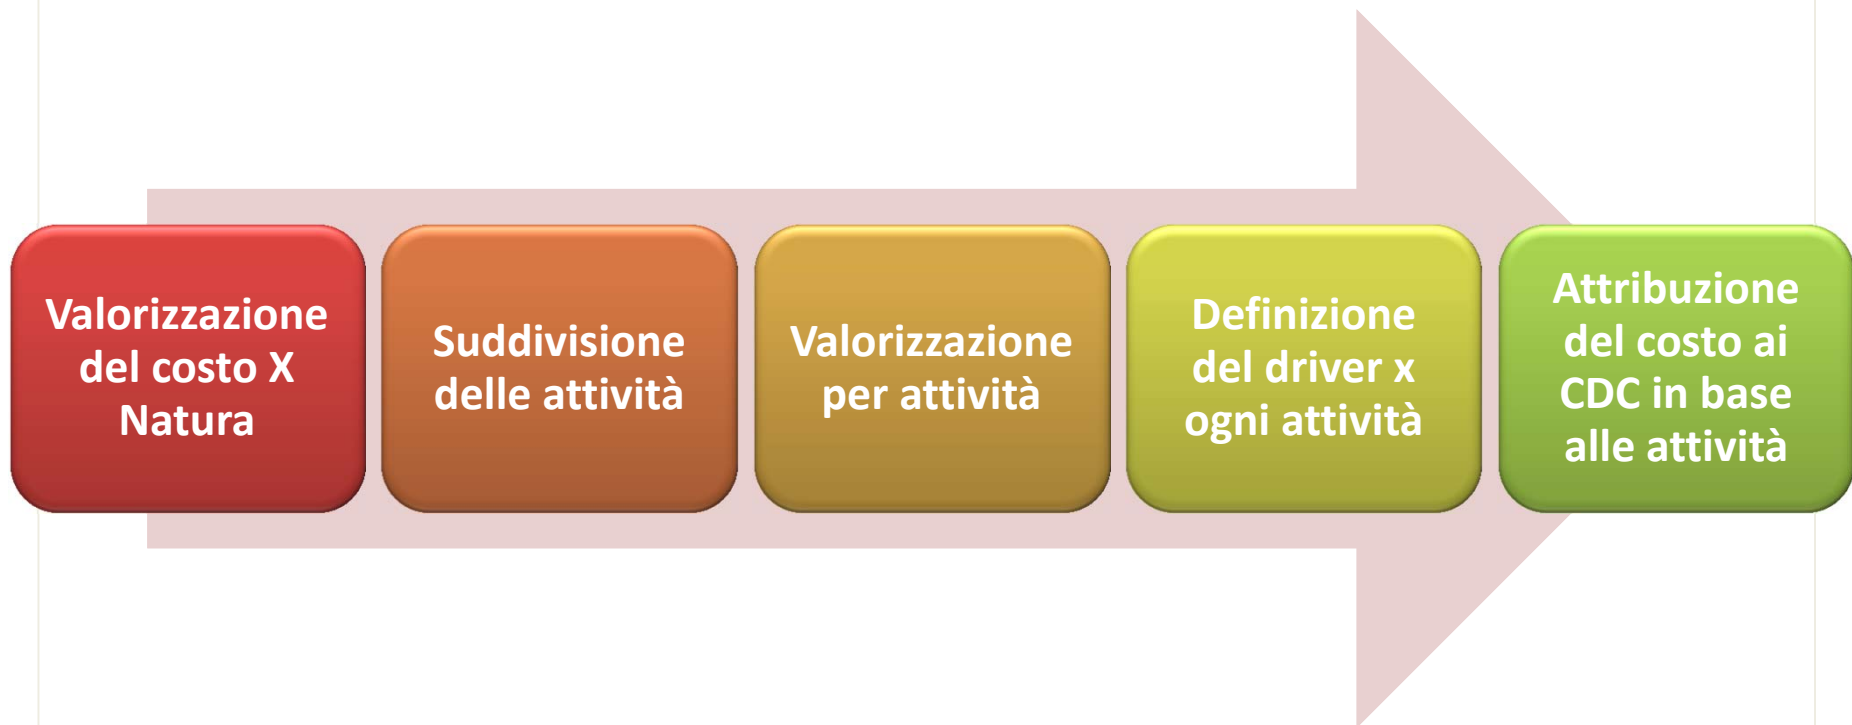 Valorizzazione
del costo X
Natura
Suddivisione
delle attività
Valorizzazione
per attività
Definizione
del driver x
ogni attività
Attribuzione
del costo ai
CDC in base
alle attività